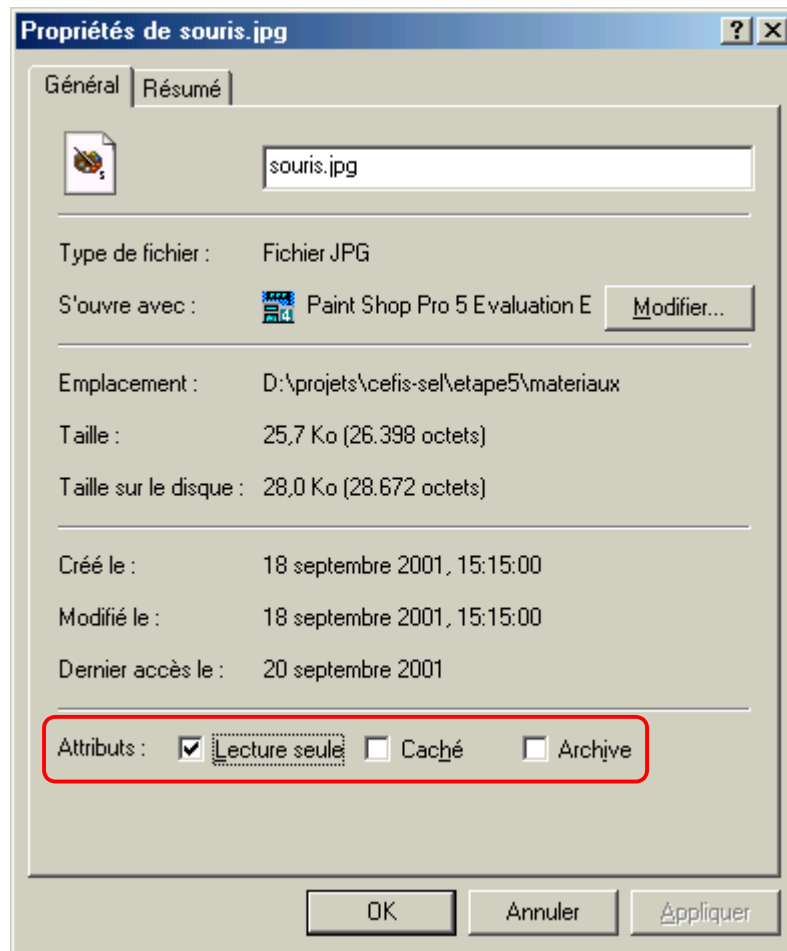 Propriétés de souris.jpg
Général Résumé
souris.jpg
Type de fichier : Fichier JPG
S'ouvre avec : Paint Shop Pro 5 Evaluation E Modifier...
Emplacement : D:\projets\cefis-sel\etape5\materiaux
Taille : 25,7 Ko (26.398 octets)
Taille sur le disque : 28,0 Ko (28.672 octets)
Créé le : 18 septembre 2001, 15:15:00
Modifié le : 18 septembre 2001, 15:15:00
Dernier accès le : 20 septembre 2001
Attributs : Lecture seule Caché Archive
OK Annuler Appliquer